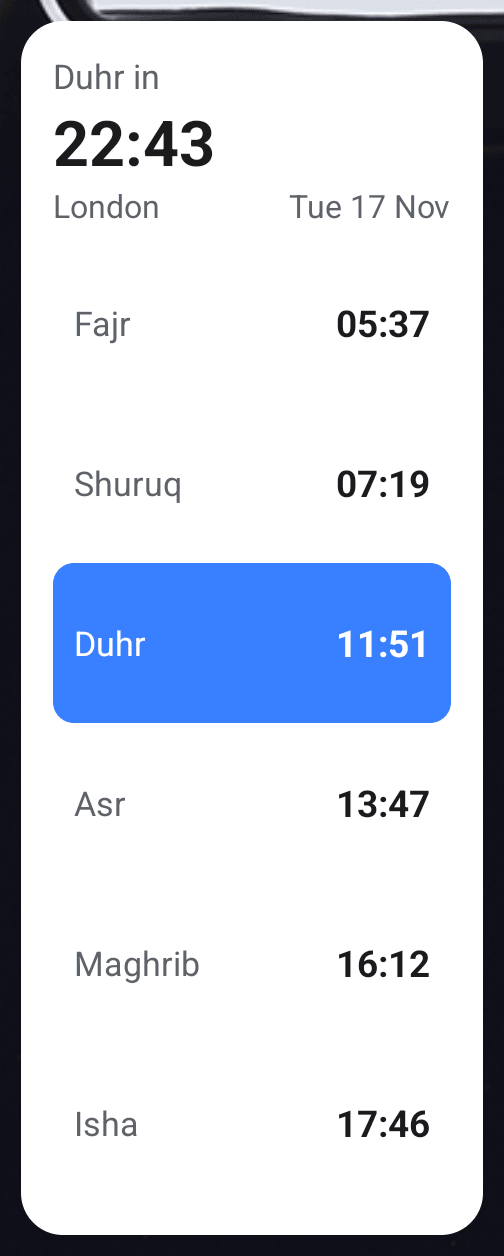 Duhr in
22:43
London Tue 17 Nov
Fajr 05:37
Shuruq 07:19
Duhr 11:51
Asr 13:47
Maghrib 16:12
Isha 17:46